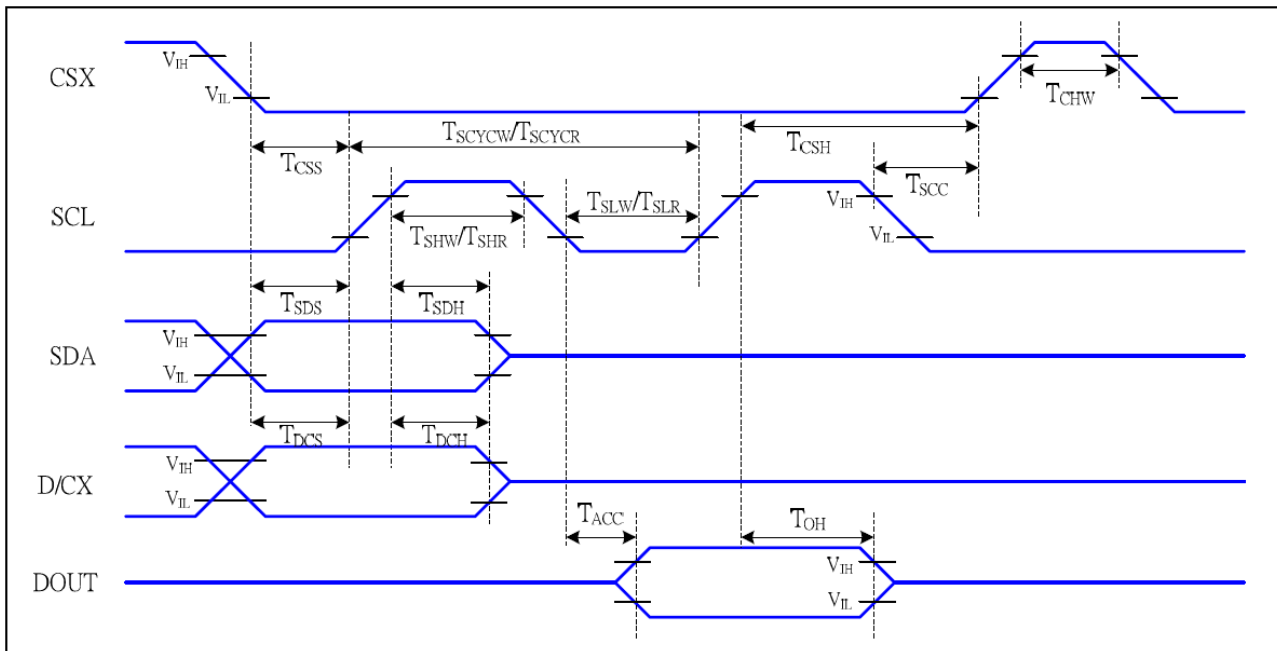 CSX
VIH
VIL
TCHW
TSCYCW/TSCYCR
TCSS
TCSH
TSCC
SCL
TSLW/TSLR
VIH
VIL
TSHW/TSHR
TSDS
TSDH
SDA
VIH
VIL
TDCS
TDCH
D/CX
VIH
VIL
TACC
TOH
DOUT
VIH
VIL